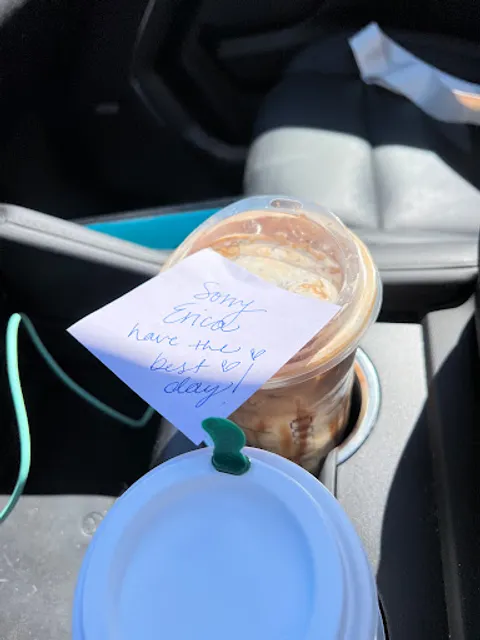 Sorry
Erica
have the
best
day!